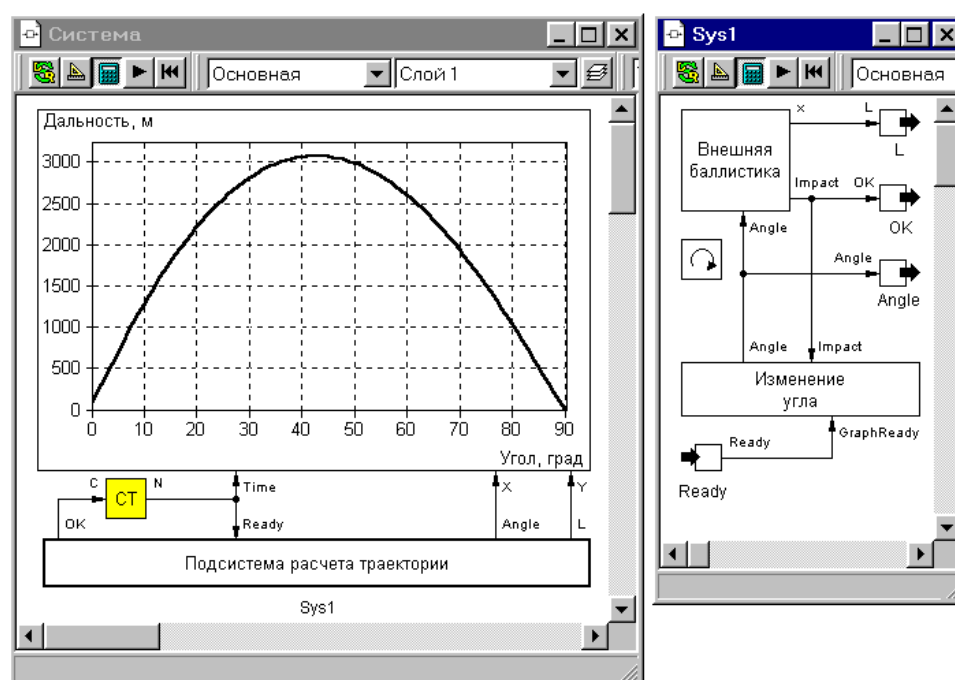 Система
Основная
Слой 1
Дальность, м
3000
2500
2000
1500
1000
500
0
0 10 20 30 40 50 60 70 80 90
Угол, град
C
CT
N
OK
Time
Ready
X
Angle
Y
L
Подсистема расчета траектории
Sys1
Sys1
Основная
Внешняя
баллистика
x
L
L
Impact
OK
OK
Angle
Angle
Angle
Angle
Impact
Изменение
угла
Ready
GraphReady
Ready